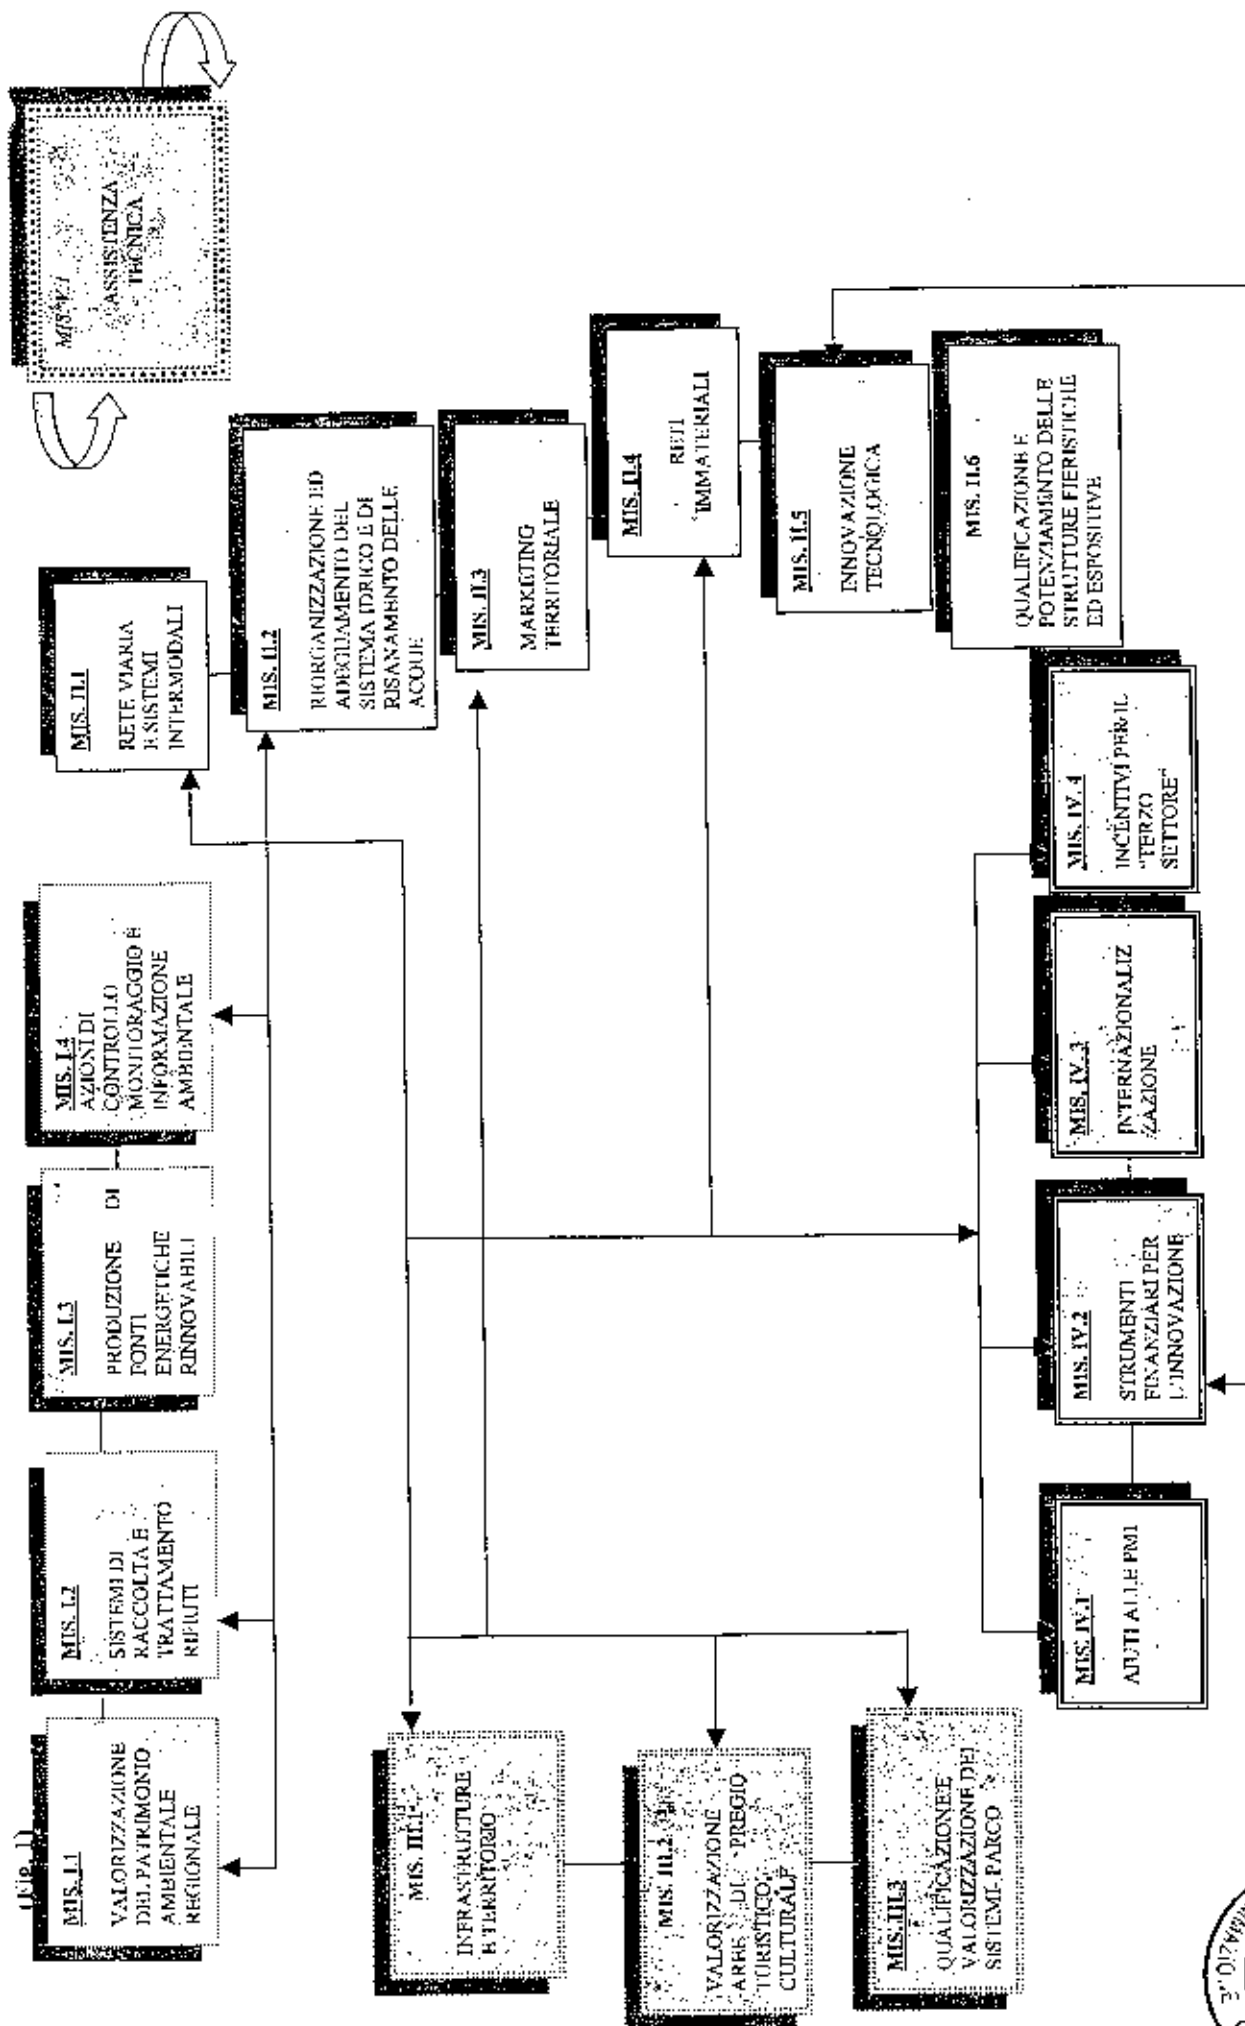 (Fig. 1)
MIS. I.1
VALORIZZAZIONE
DEL PATRIMONIO
AMBIENTALE
REGIONALE
MIS. I.2
SISTEMI DI
RACCOLTA E
TRATTAMENTO
RIFIUTI
MIS. I.3
PRODUZIONE DI
FONTI
ENERGETICHE
RINNOVABILI
MIS. I.4
AZIONI DI
CONTROLLO
MONITORAGGIO E
INFORMAZIONE
AMBIENTALE
MIS. II.1
RETE VIARIA
E SISTEMI
INTERMODALI
MIS. V.1
ASSISTENZA
TECNICA
MIS. II.2
RIORGANIZZAZIONE ED
ADEGUAMENTO DEL
SISTEMA IDRICO E DI
RISANAMENTO DELLE
ACQUE
MIS. II.3
MARKETING
TERRITORIALE
MIS. II.4
RETI
IMMATERIALI
MIS. II.5
INNOVAZIONE
TECNOLOGICA
MIS. II.6
QUALIFICAZIONE E
POTENZIAMENTO DELLE
STRUTTURE FIERISTICHE
ED ESPOSITIVE
MIS. III.1
INFRASTRUTTURE
E TERRITORIO
MIS. III.2
VALORIZZAZIONE
AREE DI PREGIO
TURISTICO,
CULTURALE
MIS. III.3
QUALIFICAZIONE E
VALORIZZAZIONE DEI
SISTEMI- PARCO
MIS. IV.1
AIUTI ALLE PMI
MIS. IV.2
STRUMENTI
FINANZIARI PER
L'INNOVAZIONE
MIS. IV.3
INTERNAZIONALIZ
ZAZIONE
MIS. IV.4
INCENTIVI PER IL
"TERZO
SETTORE"